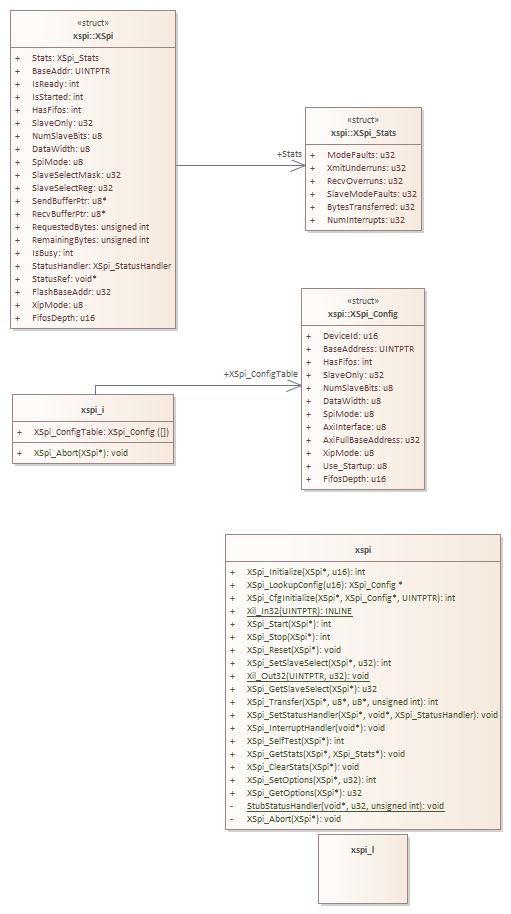 «struct»
xspi::XSpi
+ Stats: XSpi_Stats
+ BaseAddr: UINTPTR
+ IsReady: int
+ IsStarted: int
+ HasFifos: int
+ SlaveOnly: u32
+ NumSlaveBits: u8
+ DataWidth: u8
+ SpiMode: u8
+ SlaveSelectMask: u32
+ SlaveSelectReg: u32
+ SendBufferPtr: u8*
+ RecvBufferPtr: u8*
+ RequestedBytes: unsigned int
+ RemainingBytes: unsigned int
+ IsBusy: int
+ StatusHandler: XSpi_StatusHandler
+ StatusRef: void*
+ FlashBaseAddr: u32
+ XipMode: u8
+ FifosDepth: u16
+Stats
«struct»
xspi::XSpi_Stats
+ ModeFaults: u32
+ XmitUnderruns: u32
+ RecvOverruns: u32
+ SlaveModeFaults: u32
+ BytesTransferred: u32
+ NumInterrupts: u32
«struct»
xspi::XSpi_Config
+ DeviceId: u16
+ BaseAddress: UINTPTR
+ HasFifos: int
+ SlaveOnly: u32
+ NumSlaveBits: u8
+ DataWidth: u8
+ SpiMode: u8
+ AxiInterface: u8
+ AxiFullBaseAddress: u32
+ XipMode: u8
+ Use_Startup: u8
+ FifosDepth: u16
+XSpi_ConfigTable
xspi_i
+ XSpi_ConfigTable: XSpi_Config ([])
+ XSpi_Abort(XSpi*): void
xspi
+ XSpi_Initialize(XSpi*, u16): int
+ XSpi_LookupConfig(u16): XSpi_Config *
+ XSpi_CfgInitialize(XSpi*, XSpi_Config*, UINTPTR): int
+ Xil_In32(UINTPTR): INLINE
+ XSpi_Start(XSpi*): int
+ XSpi_Stop(XSpi*): int
+ XSpi_Reset(XSpi*): void
+ XSpi_SetSlaveSelect(XSpi*, u32): int
+ Xil_Out32(UINTPTR, u32): void
+ XSpi_GetSlaveSelect(XSpi*): u32
+ XSpi_Transfer(XSpi*, u8*, u8*, unsigned int): int
+ XSpi_SetStatusHandler(XSpi*, void*, XSpi_StatusHandler): void
+ XSpi_InterruptHandler(void*): void
+ XSpi_SelfTest(XSpi*): int
+ XSpi_GetStats(XSpi*, XSpi_Stats*): void
+ XSpi_ClearStats(XSpi*): void
+ XSpi_SetOptions(XSpi*, u32): int
+ XSpi_GetOptions(XSpi*): u32
- StubStatusHandler(void*, u32, unsigned int): void
- XSpi_Abort(XSpi*): void
xspi_l